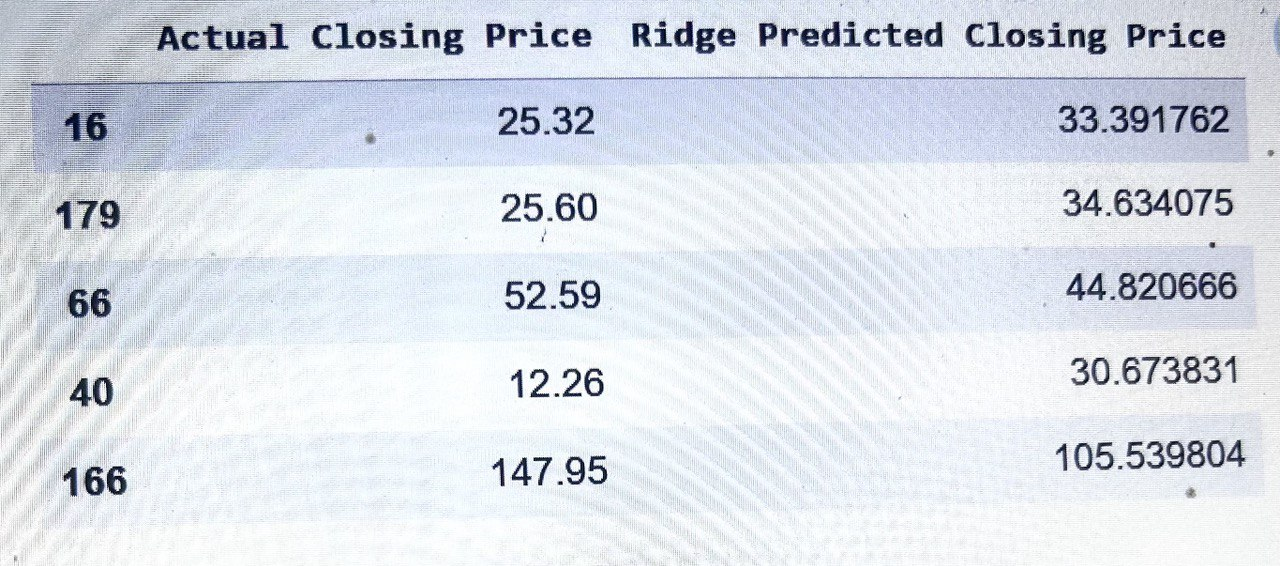 Actual Closing Price Ridge Predicted Closing Price
16 25.32 33.391762
179 25.60 34.634075
66 52.59 44.820666
40 12.26 30.673831
166 147.95 105.539804